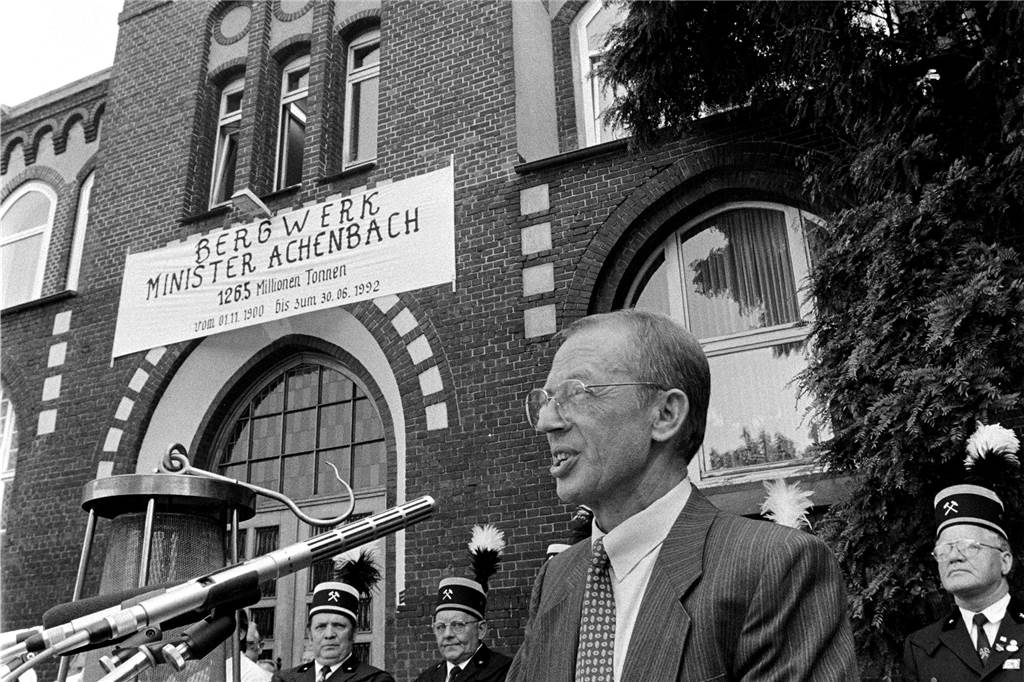 BERGWERK
MINISTER ACHENBACH
126.5 Millionen Tonnen
vom 01.11.1900 bis zum 30.06.1992